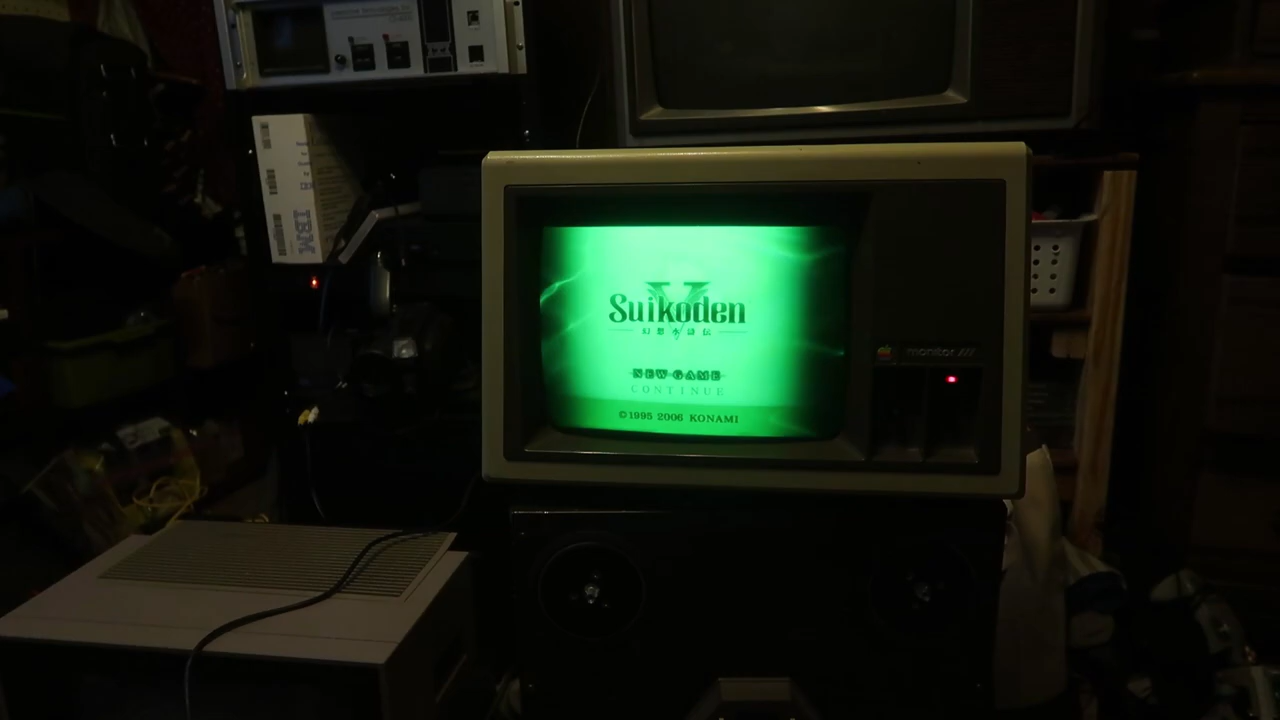 IBM
V
Suikoden
幻想水滸伝
NEW GAME
CONTINUE
©1995 2006 KONAMI
monitor ///